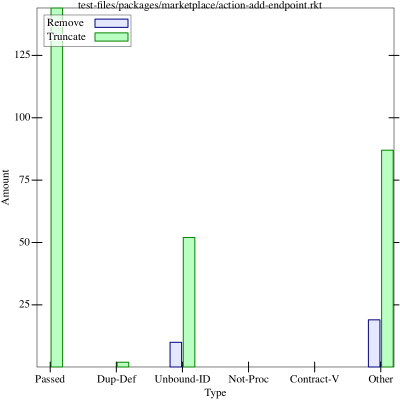 test-files/packages/marketplace/action-add-endpoint.rkt
Remove
Truncate
125
100
75
50
25
Amount
Passed Dup-Def Unbound-ID Not-Proc Contract-V Other
Type